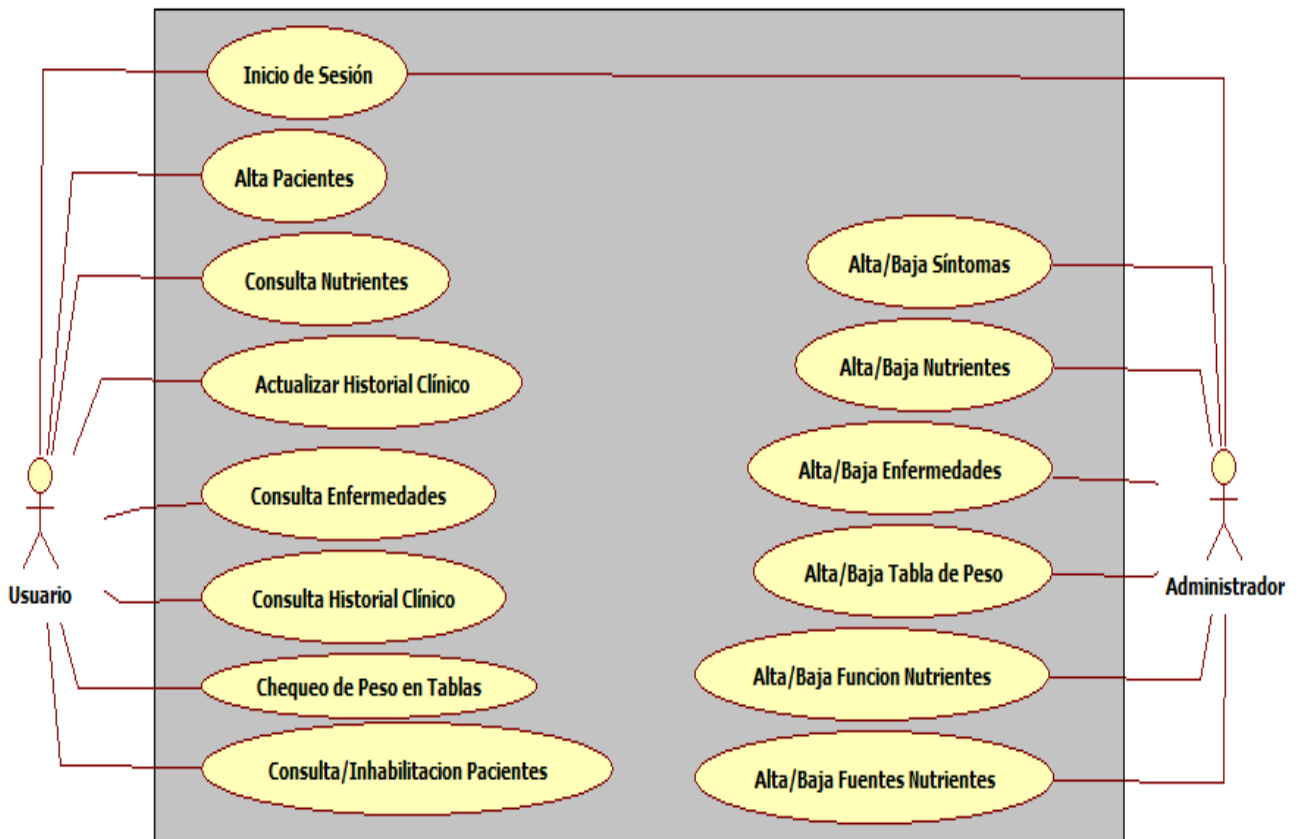 Inicio de Sesión
Alta Pacientes
Consulta Nutrientes
Actualizar Historial Clínico
Consulta Enfermedades
Consulta Historial Clínico
Chequeo de Peso en Tablas
Consulta/Inhabilitacion Pacientes
Usuario
Alta/Baja Síntomas
Alta/Baja Nutrientes
Alta/Baja Enfermedades
Alta/Baja Tabla de Peso
Alta/Baja Funcion Nutrientes
Alta/Baja Fuentes Nutrientes
Administrador